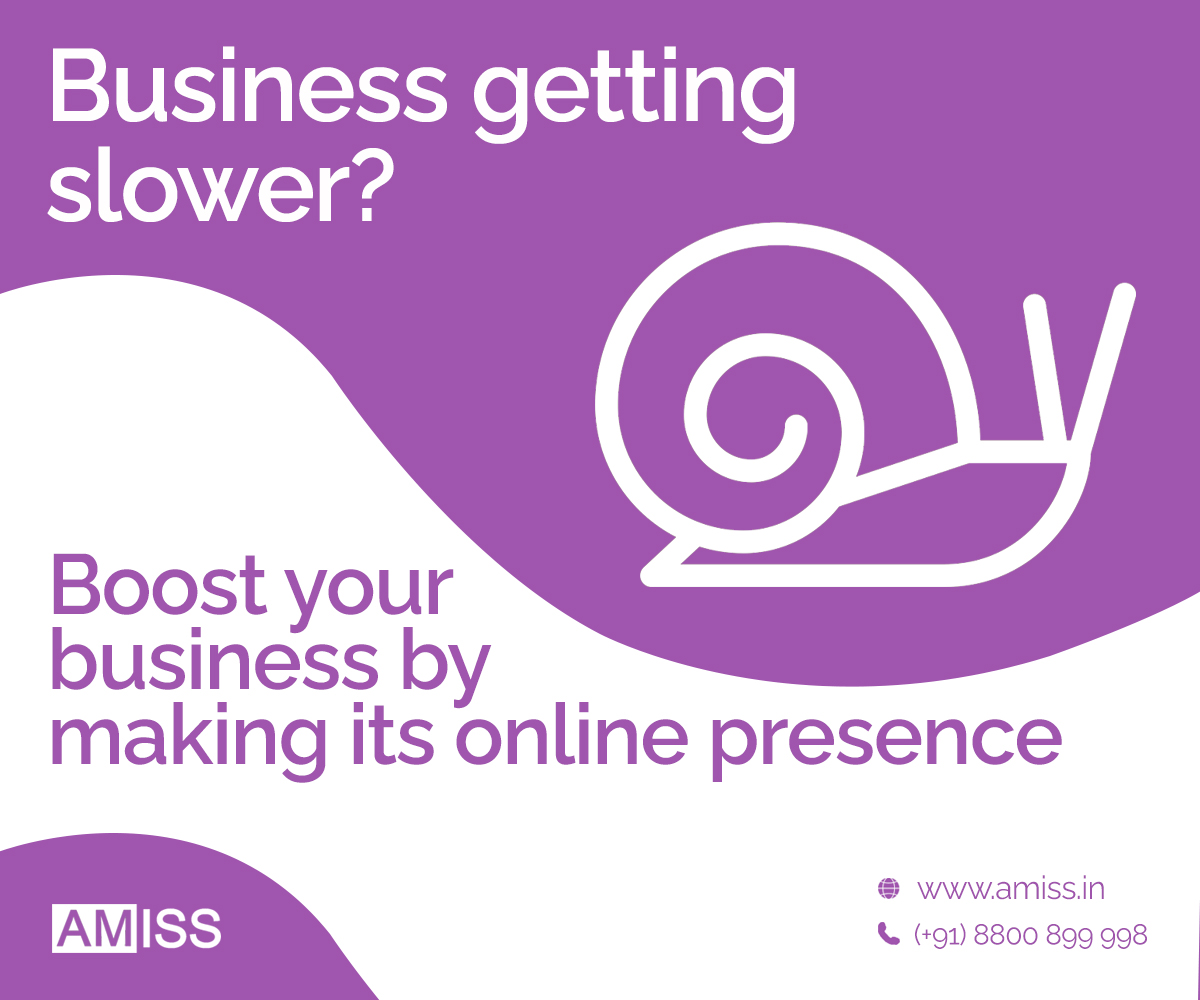 Business getting
slower?
Boost your
business by
making its online presence
AMISS
www.amiss.in
(+91) 8800 899 998